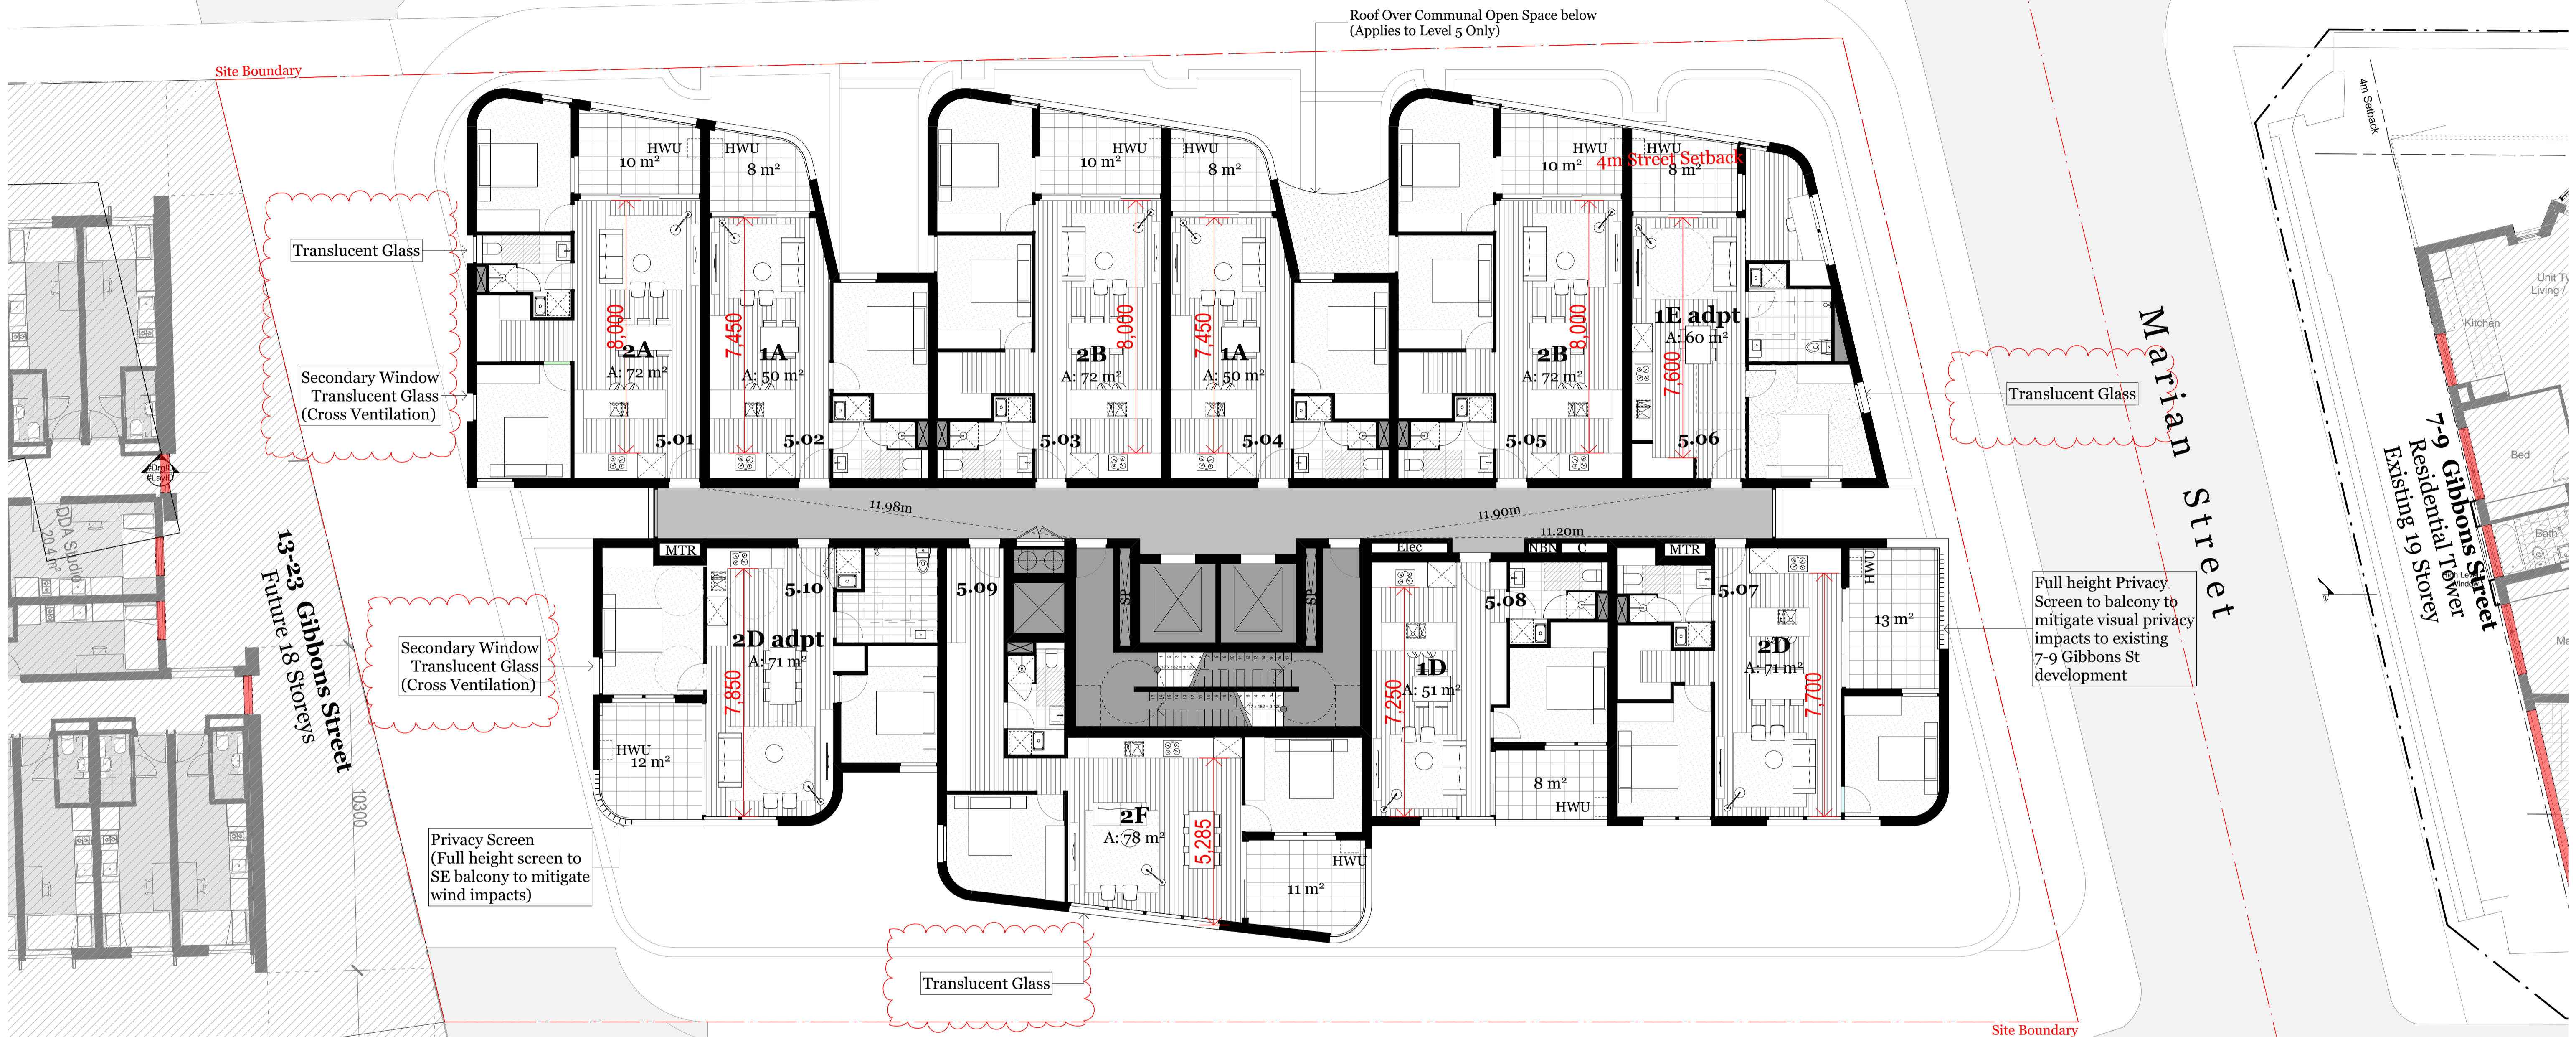 Roof Over Communal Open Space below
(Applies to Level 5 Only)
Site Boundary
4m Setback
HWU
10 m²
HWU
8 m²
HWU
10 m²
HWU
8 m²
HWU
10 m²
HWU
4m Street Setback
8 m²
Translucent Glass
Secondary Window
Translucent Glass
(Cross Ventilation)
8,000
2A
A: 72 m²
5.01
7,450
1A
A: 50 m²
5.02
8,000
2B
A: 72 m²
5.03
7,450
1A
A: 50 m²
5.04
8,000
2B
A: 72 m²
5.05
7,600
1E adpt
A: 60 m²
5.06
Translucent Glass
Marian Street
Kitchen
Unit Ty
Living /
Bed
Bath
7-9 Gibbons Street
Residential Tower
Existing 19 Storey
#DrgID
#LayID
DDA Studio
20.4m²
13-23 Gibbons Street
Future 18 Storeys
10300
11.98m
11.90m
11.20m
MTR
5.10
2D adpt
A: 71 m²
7,850
HWU
12 m²
5.09
SP
SP
2F
A: 78 m²
5,285
HWU
11 m²
Elec
NBN
C
MTR
5.08
1D
A: 51 m²
7,250
8 m²
HWU
5.07
2D
A: 71 m²
7,700
HWU
13 m²
Full height Privacy
Screen to balcony to
mitigate visual privacy
impacts to existing
7-9 Gibbons St
development
Secondary Window
Translucent Glass
(Cross Ventilation)
Privacy Screen
(Full height screen to
SE balcony to mitigate
wind impacts)
Translucent Glass
Site Boundary